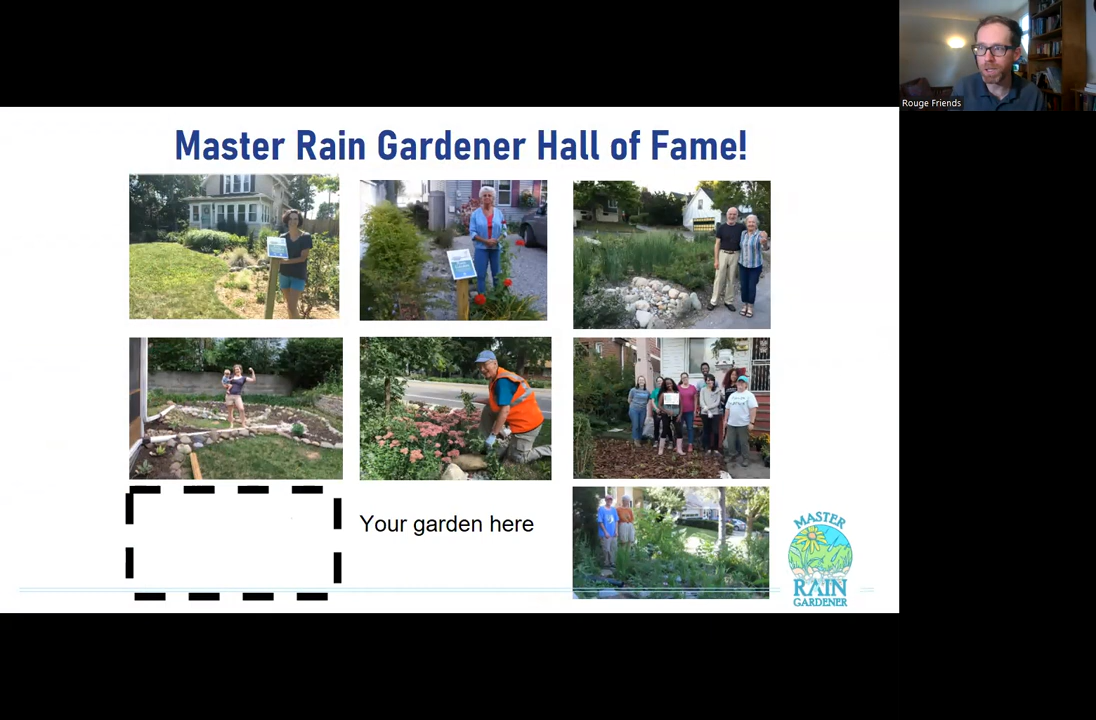 Rouge Friends
Master Rain Gardener Hall of Fame!
Your garden here
MASTER
RAIN
GARDENER